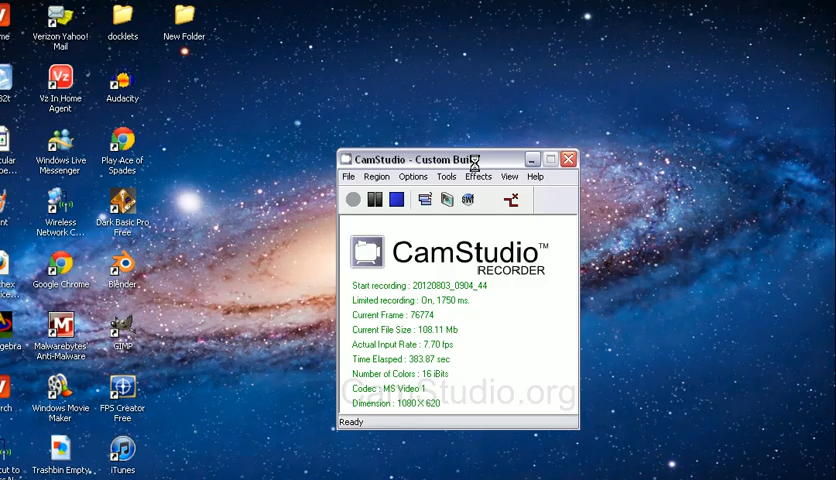 Verizon Yahoo!
Mail
docklets
New Folder
Vz In Home
Agent
Audacity
Windows Live
Messenger
Play Ace of
Spades
Wireless
Network C...
Dark Basic Pro
Free
Google Chrome
Blender
Malwarebytes'
Anti-Malware
GIMP
Windows Movie
Maker
FPS Creator
Free
Trashbin Empty
iTunes
CamStudio - Custom Build
File Region Options Tools Effects View Help
CamStudio™
RECORDER
Start recording : 20120803_0904_44
Limited recording : On, 1750 ms.
Current Frame : 76774
Current File Size : 108.11 Mb
Actual Input Rate : 7.70 fps
Time Elasped : 383.87 sec
Number of Colors : 16 iBits
Codec : MS Video 1
Dimension : 1080 X 620
CamStudio.org
Ready